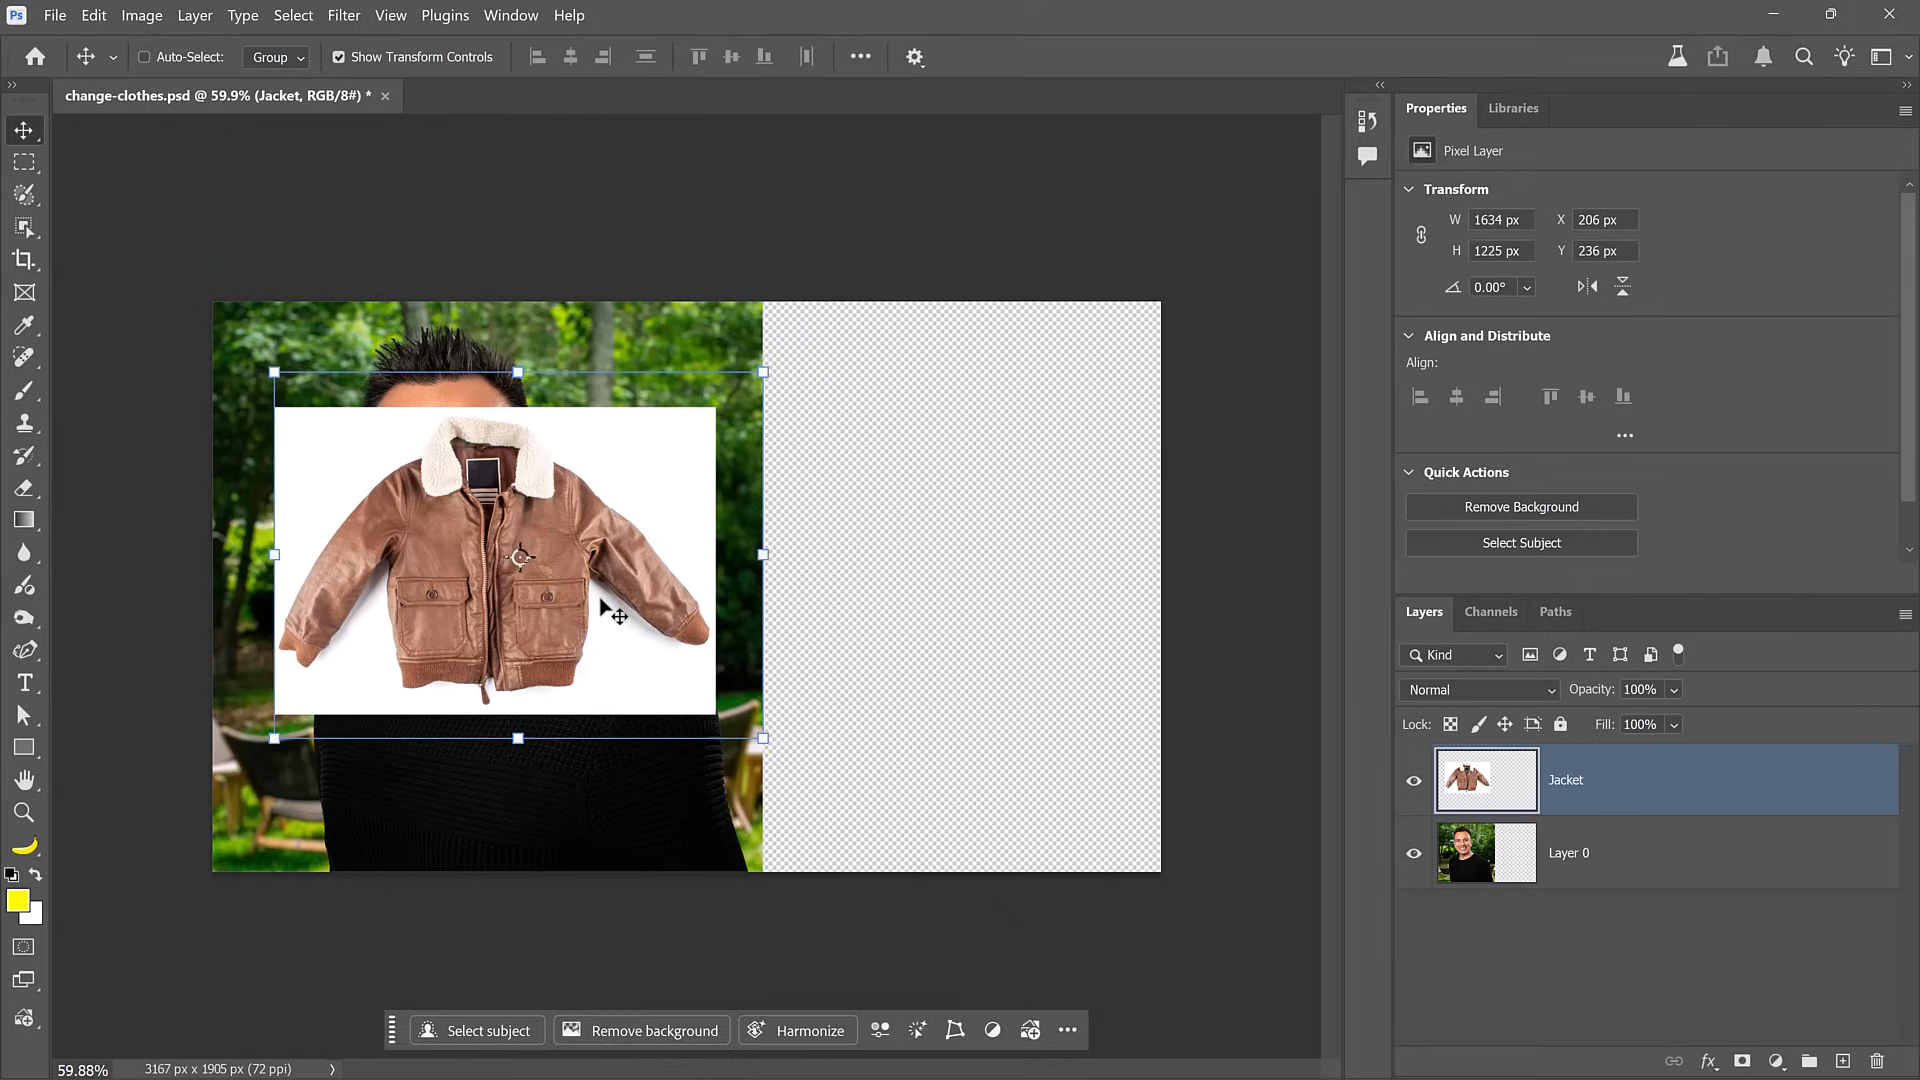 Ps File Edit Image Layer Type Select Filter View Plugins Window Help
Auto-Select: Group Show Transform Controls
change-clothes.psd @ 59.9% (Jacket, RGB/8#) *
Properties Libraries
Pixel Layer
Transform
W 1634 px X 206 px
H 1225 px Y 236 px
0.00°
Align and Distribute
Align:
Quick Actions
Remove Background
Select Subject
Layers Channels Paths
Kind
Normal Opacity: 100%
Lock: Fill: 100%
Jacket
Layer 0
Select subject Remove background Harmonize
59.88% 3167 px x 1905 px (72 ppi)